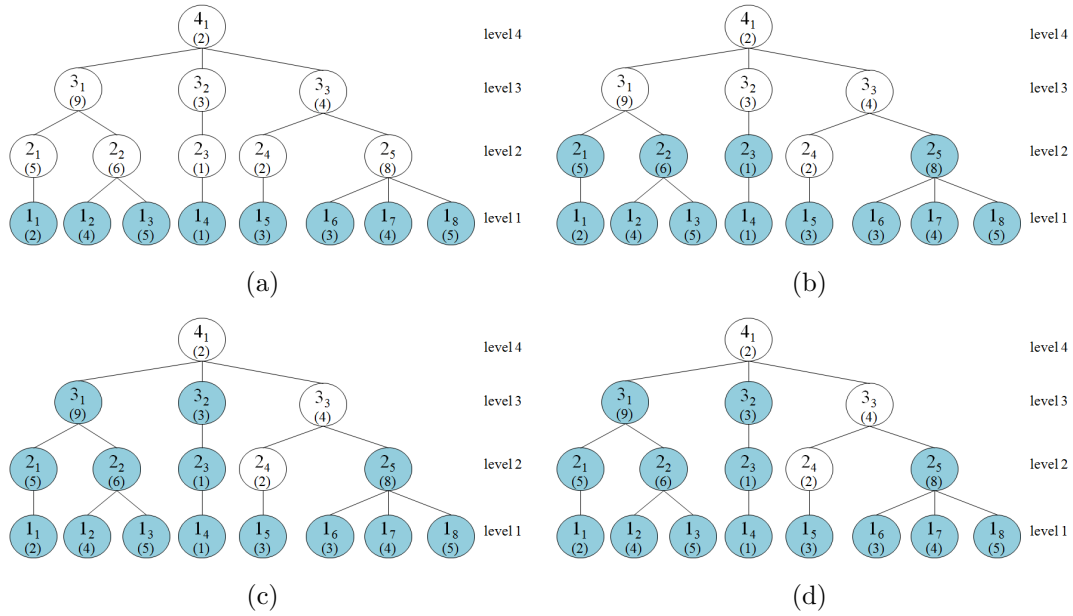 4₁ 4₁
(2) level 4 (2) level 4
3₁ 3₂ 3₃ 3₁ 3₂ 3₃
(9) (3) (4) level 3 (9) (3) (4) level 3
2₁ 2₂ 2₃ 2₄ 2₅ 2₁ 2₂ 2₃ 2₄ 2₅
(5) (6) (1) (2) (8) level 2 (5) (6) (1) (2) (8) level 2
1₁ 1₂ 1₃ 1₄ 1₅ 1₆ 1₇ 1₈ 1₁ 1₂ 1₃ 1₄ 1₅ 1₆ 1₇ 1₈
(2) (4) (5) (1) (3) (3) (4) (5) level 1 (2) (4) (5) (1) (3) (3) (4) (5) level 1
(a) (b)
4₁ 4₁
(2) level 4 (2) level 4
3₁ 3₂ 3₃ 3₁ 3₂ 3₃
(9) (3) (4) level 3 (9) (3) (4) level 3
2₁ 2₂ 2₃ 2₄ 2₅ 2₁ 2₂ 2₃ 2₄ 2₅
(5) (6) (1) (2) (8) level 2 (5) (6) (1) (2) (8) level 2
1₁ 1₂ 1₃ 1₄ 1₅ 1₆ 1₇ 1₈ 1₁ 1₂ 1₃ 1₄ 1₅ 1₆ 1₇ 1₈
(2) (4) (5) (1) (3) (3) (4) (5) level 1 (2) (4) (5) (1) (3) (3) (4) (5) level 1
(c) (d)